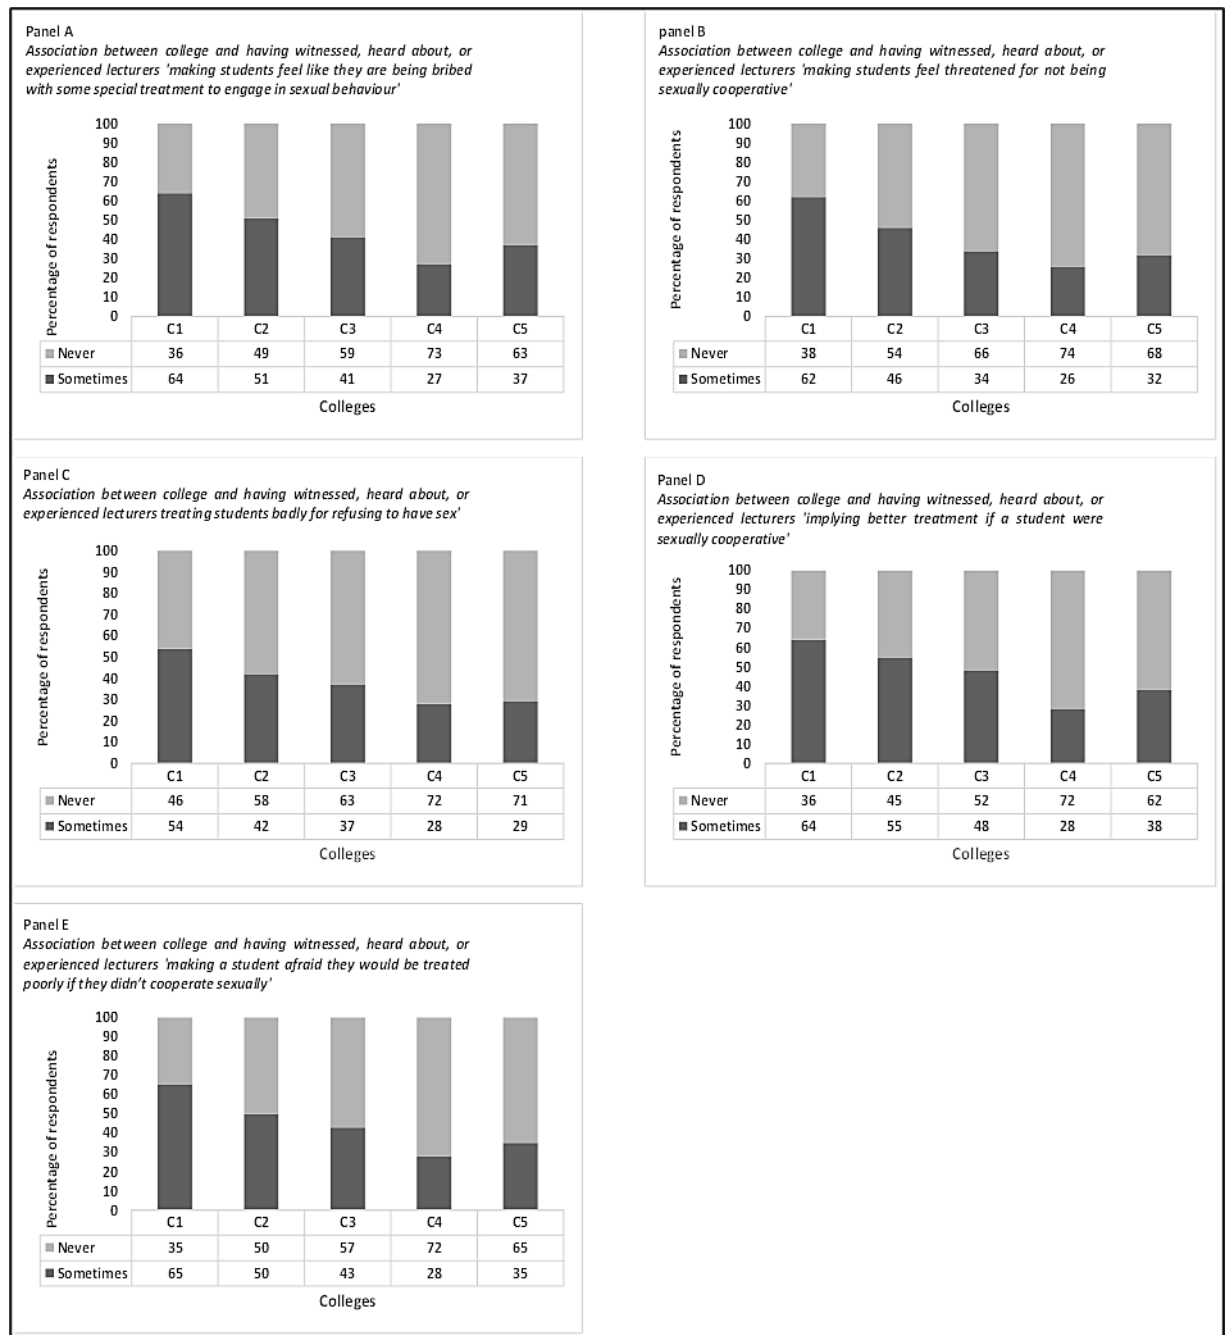 Panel A
Association between college and having witnessed, heard about, or
experienced lecturers 'making students feel like they are being bribed
with some special treatment to engage in sexual behaviour'
Percentage of respondents
100
90
80
70
60
50
40
30
20
10
0
C1 C2 C3 C4 C5
Never 36 49 59 73 63
Sometimes 64 51 41 27 37
Colleges
panel B
Association between college and having witnessed, heard about, or
experienced lecturers 'making students feel threatened for not being
sexually cooperative'
Percentage of respondents
100
90
80
70
60
50
40
30
20
10
0
C1 C2 C3 C4 C5
Never 38 54 66 74 68
Sometimes 62 46 34 26 32
Colleges
Panel C
Association between college and having witnessed, heard about, or
experienced lecturers treating students badly for refusing to have sex'
Percentage of respondents
100
90
80
70
60
50
40
30
20
10
0
C1 C2 C3 C4 C5
Never 46 58 63 72 71
Sometimes 54 42 37 28 29
Colleges
Panel D
Association between college and having witnessed, heard about, or
experienced lecturers 'implying better treatment if a student were
sexually cooperative'
Percentage of respondents
100
90
80
70
60
50
40
30
20
10
0
C1 C2 C3 C4 C5
Never 36 45 52 72 62
Sometimes 64 55 48 28 38
Colleges
Panel E
Association between college and having witnessed, heard about, or
experienced lecturers 'making a student afraid they would be treated
poorly if they didn't cooperate sexually'
Percentage of respondents
100
90
80
70
60
50
40
30
20
10
0
C1 C2 C3 C4 C5
Never 35 50 57 72 65
Sometimes 65 50 43 28 35
Colleges